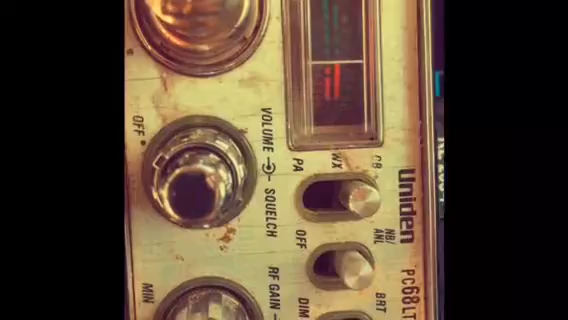 OFF
VOLUME
SQUELCH
PA
WX
CB
Uniden
NB/
ANL
OFF
PC68LT
MIN
RF GAIN
DIM
BRT